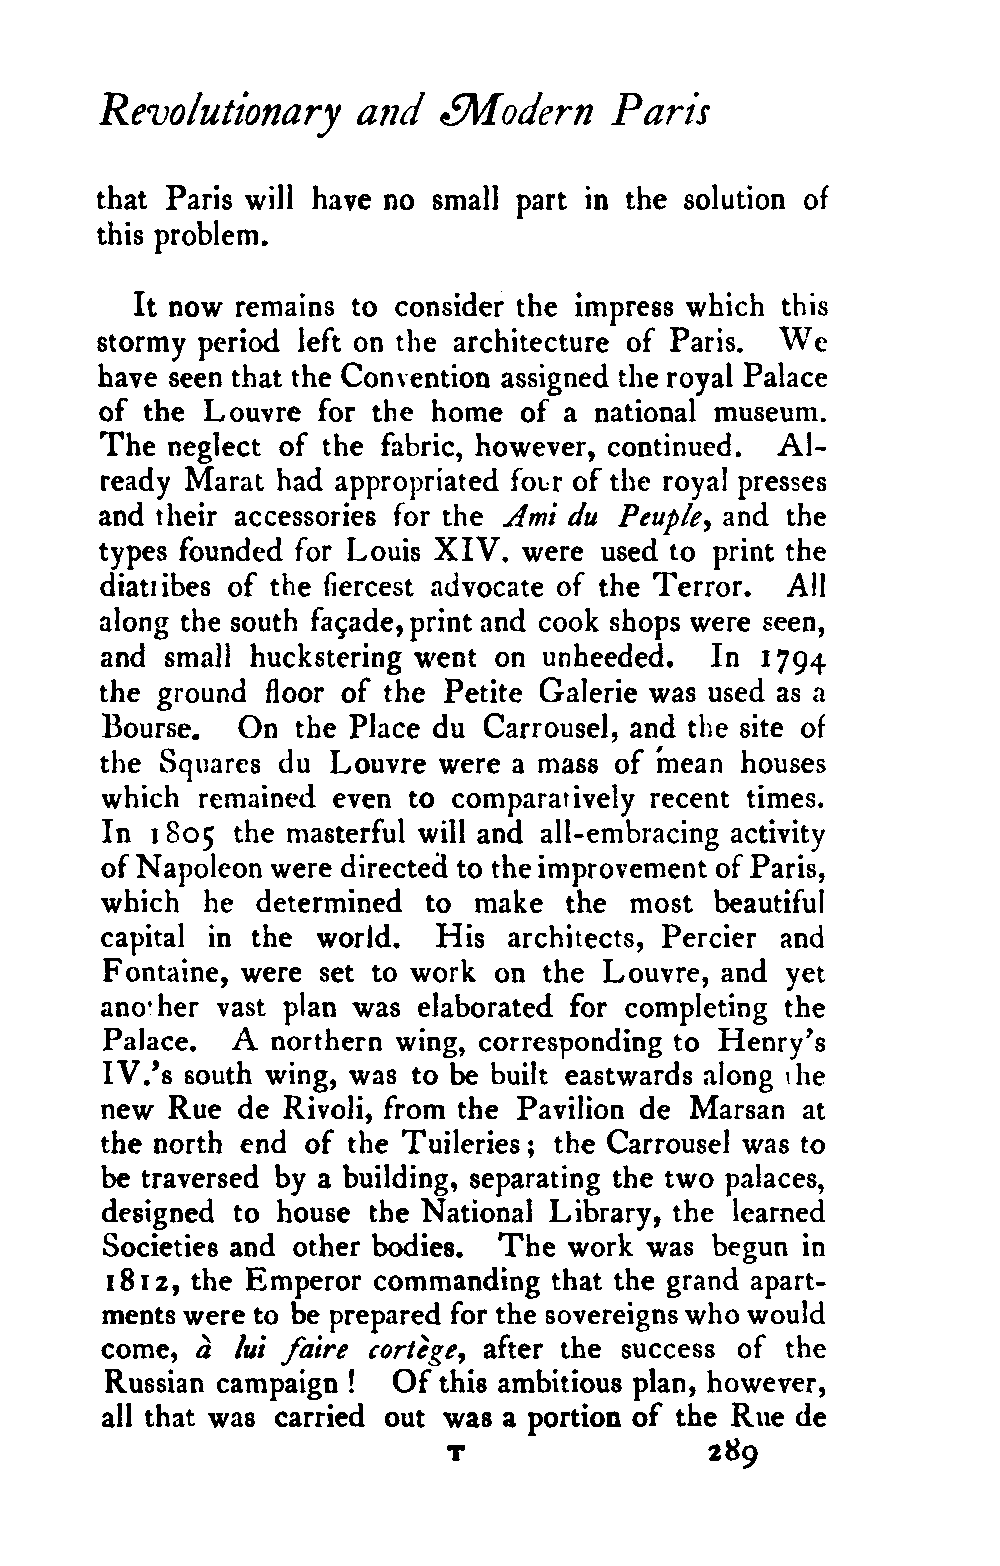 Revolutionary and Modern Paris
that Paris will have no small part in the solution of
this problem.
It now remains to consider the impress which this
stormy period left on the architecture of Paris. We
have seen that the Convention assigned the royal Palace
of the Louvre for the home of a national museum.
The neglect of the fabric, however, continued. Al-
ready Marat had appropriated four of the royal presses
and their accessories for the Ami du Peuple, and the
types founded for Louis XIV. were used to print the
diatribes of the fiercest advocate of the Terror. All
along the south façade, print and cook shops were seen,
and small huckstering went on unheeded. In 1794
the ground floor of the Petite Galerie was used as a
Bourse. On the Place du Carrousel, and the site of
the Squares du Louvre were a mass of mean houses
which remained even to comparatively recent times.
In 1805 the masterful will and all-embracing activity
of Napoleon were directed to the improvement of Paris,
which he determined to make the most beautiful
capital in the world. His architects, Percier and
Fontaine, were set to work on the Louvre, and yet
another vast plan was elaborated for completing the
Palace. A northern wing, corresponding to Henry's
IV.'s south wing, was to be built eastwards along the
new Rue de Rivoli, from the Pavilion de Marsan at
the north end of the Tuileries; the Carrousel was to
be traversed by a building, separating the two palaces,
designed to house the National Library, the learned
Societies and other bodies. The work was begun in
1812, the Emperor commanding that the grand apart-
ments were to be prepared for the sovereigns who would
come, à lui faire cortège, after the success of the
Russian campaign! Of this ambitious plan, however,
all that was carried out was a portion of the Rue de
T 289